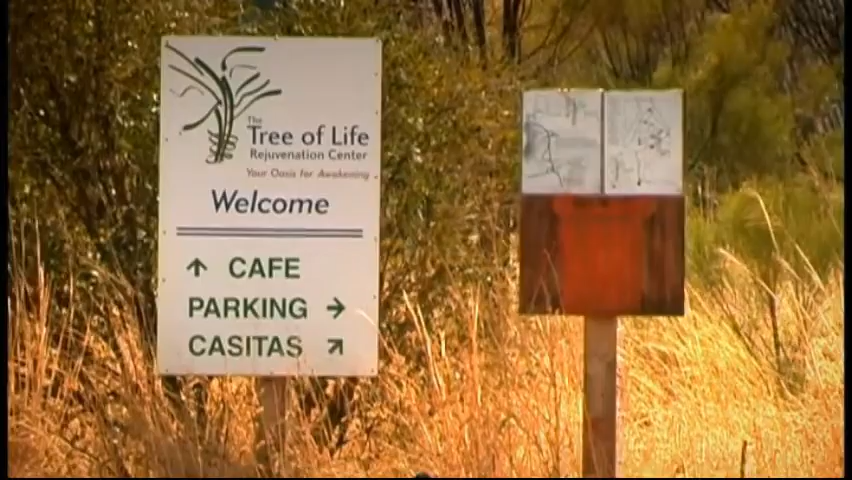 The
Tree of Life
Rejuvenation Center
Your Oasis for Awakening
Welcome
↑ CAFE
PARKING →
CASITAS ↗